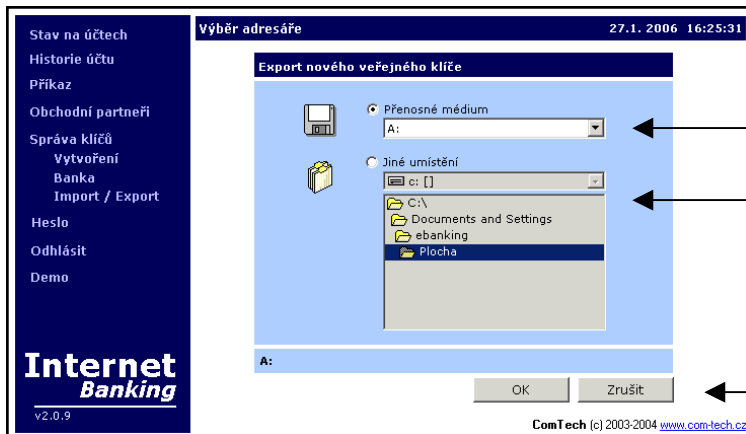 Stav na účtech
Historie účtu
Příkaz
Obchodní partneři
Správa klíčů
Vytvoření
Banka
Import / Export
Heslo
Odhlásit
Demo
Internet
Banking
v2.0.9
Výběr adresáře 27.1. 2006 16:25:31
Export nového veřejného klíče
Přenosné médium
A:
Jiné umístění
c: []
C:\
Documents and Settings
ebanking
Plocha
A:
OK Zrušit
ComTech (c) 2003-2004 www.com-tech.cz